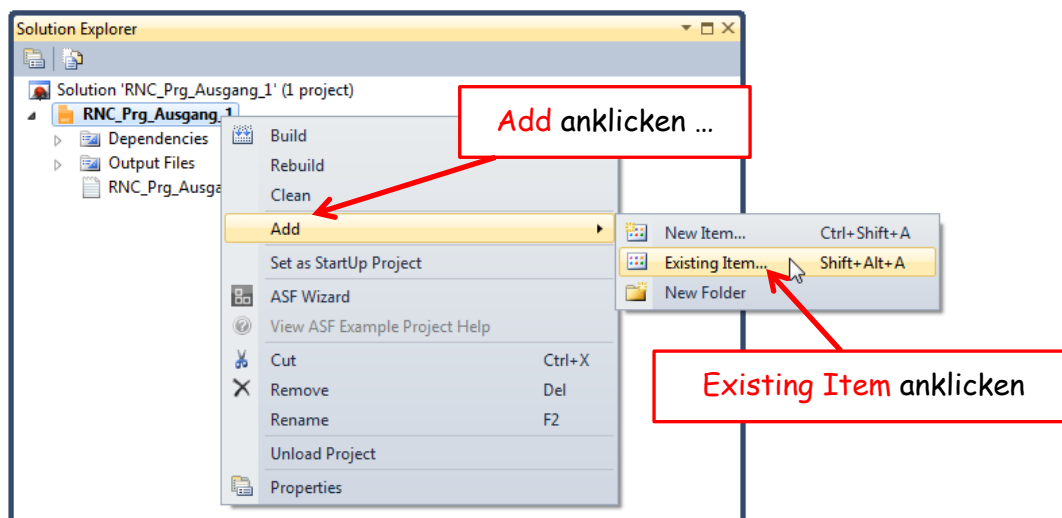 Solution Explorer
Solution 'RNC_Prg_Ausgang_1' (1 project)
RNC_Prg_Ausgang_1
Dependencies
Output Files
RNC_Prg_Ausga
Add anklicken ...
Build
Rebuild
Clean
Add
Set as StartUp Project
ASF Wizard
View ASF Example Project Help
Cut Ctrl+X
Remove Del
Rename F2
Unload Project
Properties
New Item... Ctrl+Shift+A
Existing Item... Shift+Alt+A
New Folder
Existing Item anklicken